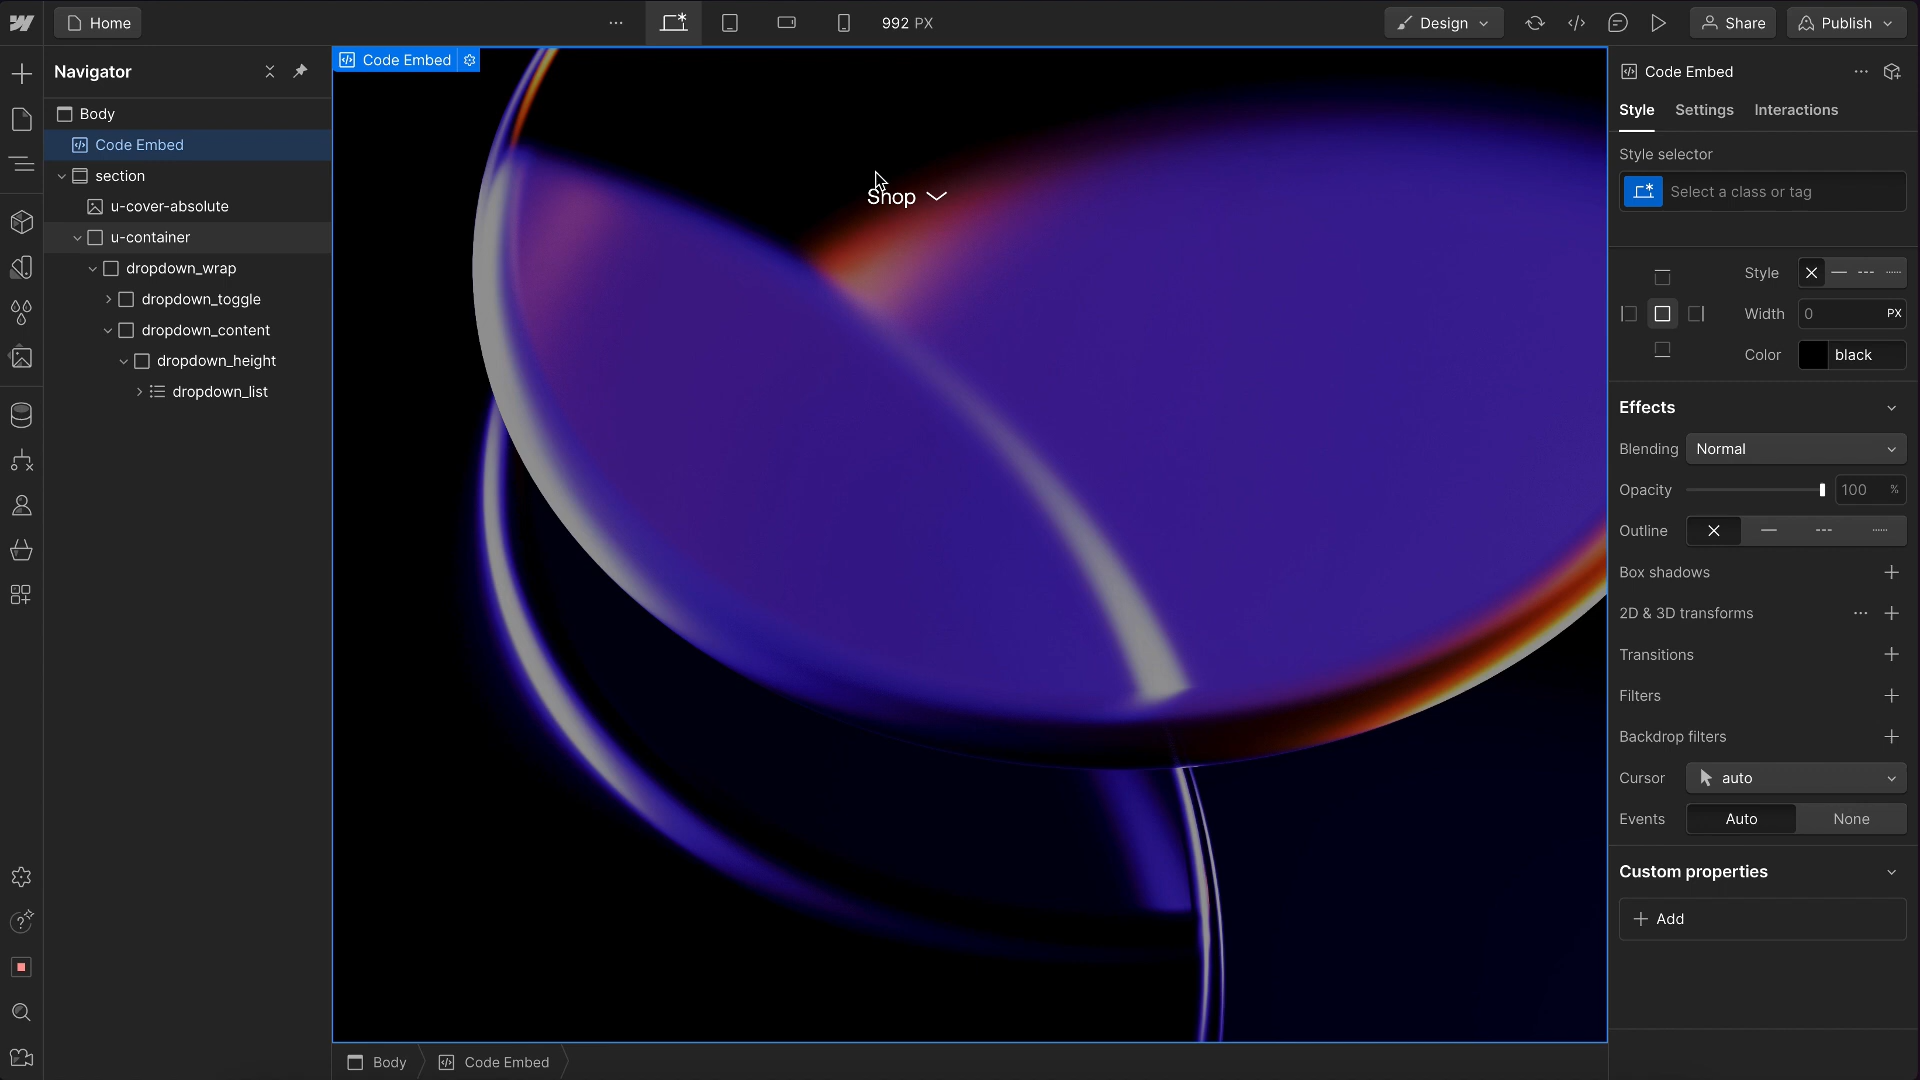 Home
992 PX
Design
Share
Publish
Navigator
Body
Code Embed
section
u-cover-absolute
u-container
dropdown_wrap
dropdown_toggle
dropdown_content
dropdown_height
dropdown_list
Code Embed
Shop
Code Embed
Style Settings Interactions
Style selector
Select a class or tag
Style
Width 0 PX
Color black
Effects
Blending Normal
Opacity 100 %
Outline
Box shadows
2D & 3D transforms
Transitions
Filters
Backdrop filters
Cursor auto
Events Auto None
Custom properties
Add
Body Code Embed